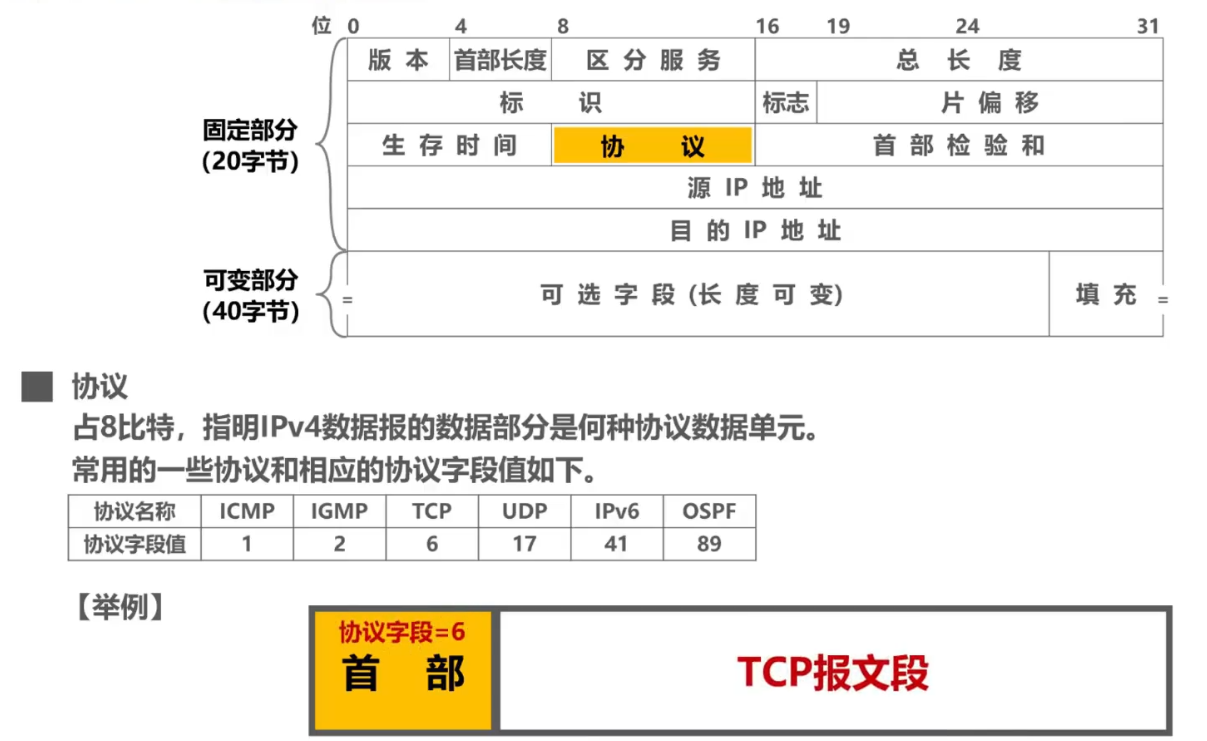 位 0 4 8 16 19 24 31
版 本 首部长度 区 分 服 务 总 长 度
标 识 标志 片 偏 移
固定部分
(20字节)
生 存 时 间 协 议 首 部 检 验 和
源 IP 地 址
目 的 IP 地 址
可变部分
(40字节)
= 可 选 字 段 (长 度 可 变) 填 充 =
协议
占8比特，指明IPv4数据报的数据部分是何种协议数据单元。
常用的一些协议和相应的协议字段值如下。
协议名称 ICMP IGMP TCP UDP IPv6 OSPF
协议字段值 1 2 6 17 41 89
【举例】
协议字段=6
首 部
TCP报文段